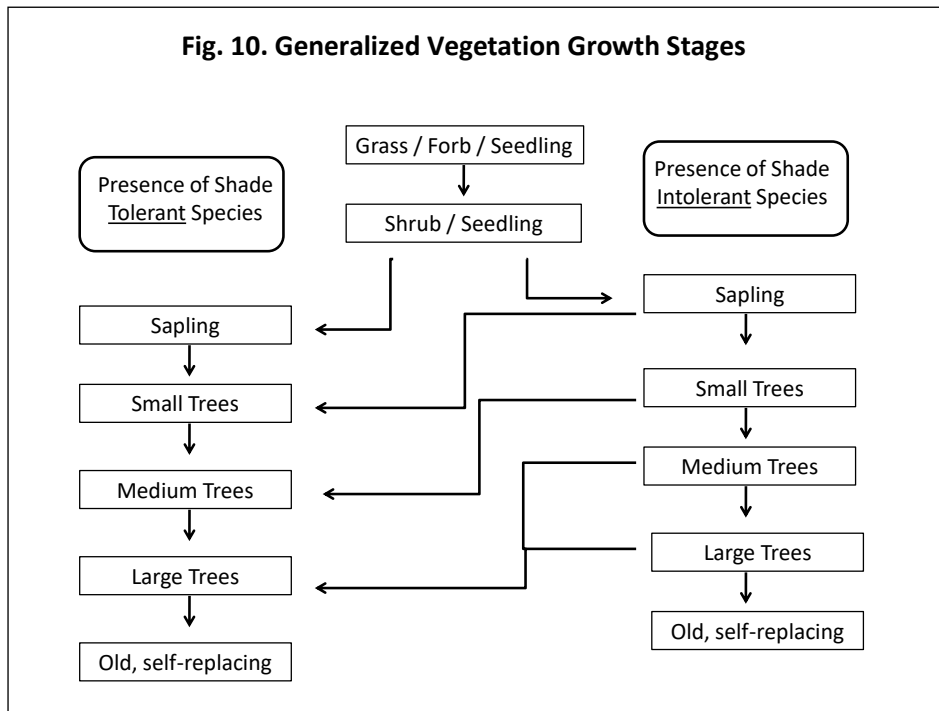 Fig. 10. Generalized Vegetation Growth Stages
Grass / Forb / Seedling
Presence of Shade
Tolerant Species
Presence of Shade
Intolerant Species
Shrub / Seedling
Sapling
Sapling
Small Trees
Small Trees
Medium Trees
Medium Trees
Large Trees
Large Trees
Old, self-replacing
Old, self-replacing